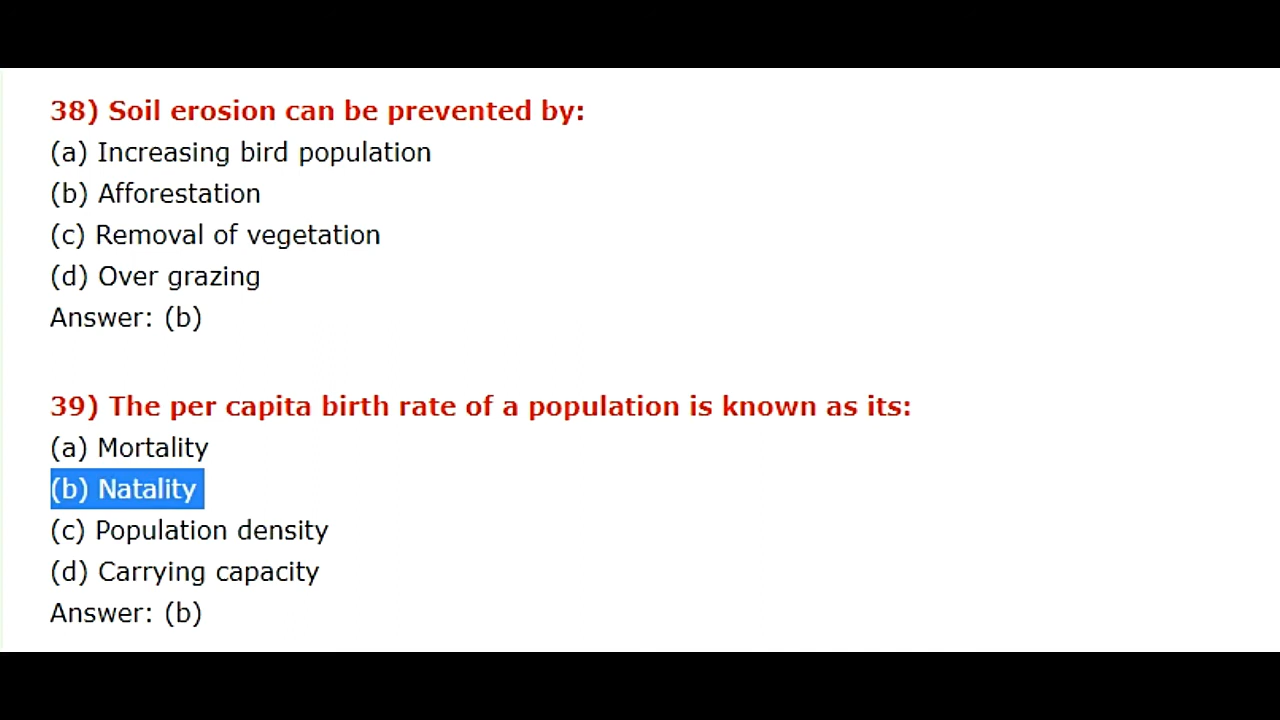 38) Soil erosion can be prevented by:
(a) Increasing bird population
(b) Afforestation
(c) Removal of vegetation
(d) Over grazing
Answer: (b)
39) The per capita birth rate of a population is known as its:
(a) Mortality
(b) Natality
(c) Population density
(d) Carrying capacity
Answer: (b)